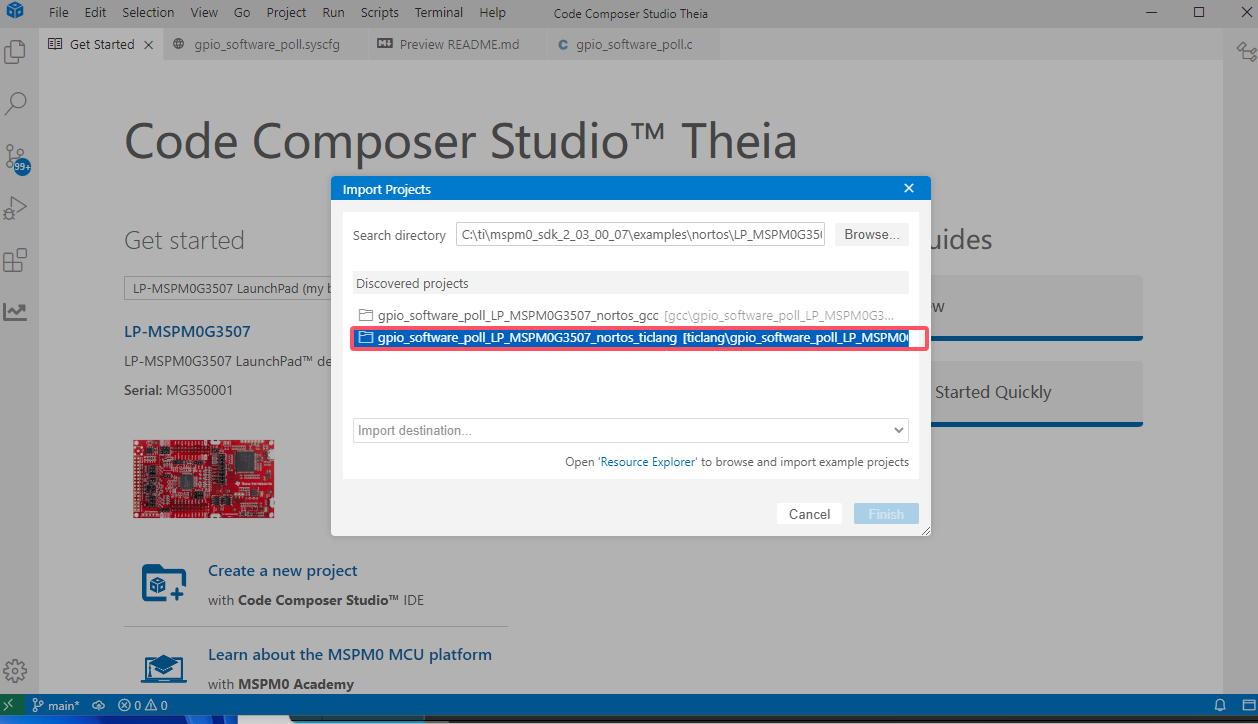 File Edit Selection View Go Project Run Scripts Terminal Help Code Composer Studio Theia
Get Started gpio_software_poll.syscfg Preview README.md gpio_software_poll.c
Code Composer Studio™ Theia
Import Projects
Search directory C:\ti\mspm0_sdk_2_03_00_07\examples\nortos\LP_MSPM0G350 Browse...
Get started uides
Discovered projects
LP-MSPM0G3507 LaunchPad (my b
ew
gpio_software_poll_LP_MSPM0G3507_nortos_gcc [gcc\gpio_software_poll_LP_MSPM0G3...
LP-MSPM0G3507
gpio_software_poll_LP_MSPM0G3507_nortos_ticlang [ticlang\gpio_software_poll_LP_MSPM0
LP-MSPM0G3507 LaunchPad™ de
Serial: MG350001
Started Quickly
Import destination...
Open 'Resource Explorer' to browse and import example projects
Cancel Finish
Create a new project
with Code Composer Studio™ IDE
Learn about the MSPM0 MCU platform
with MSPM0 Academy
99+
main* 0 0